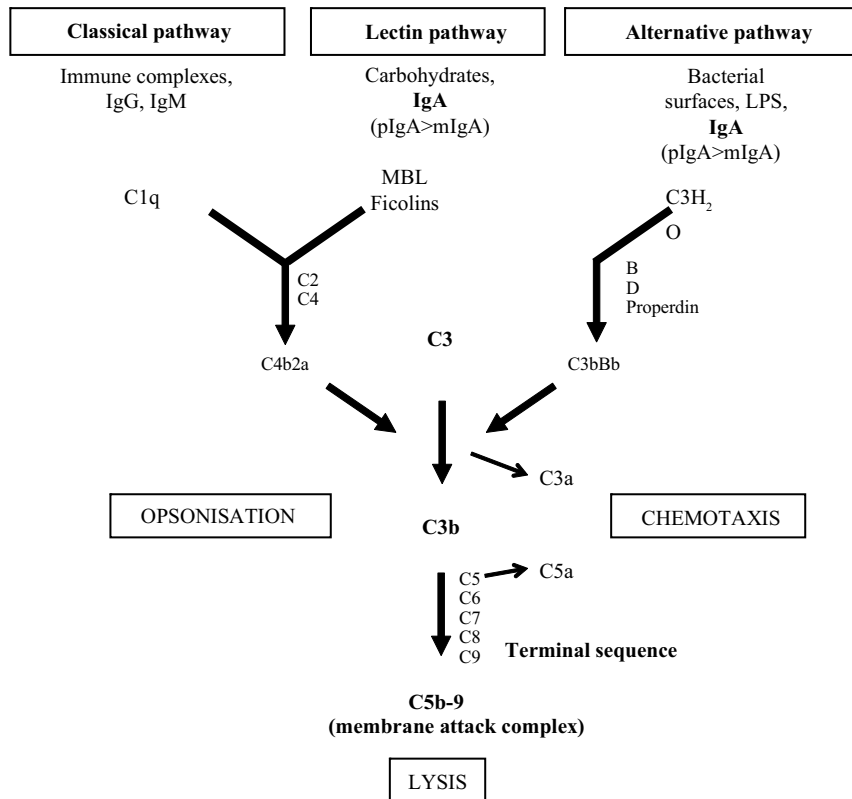 Classical pathway
Lectin pathway
Alternative pathway
Immune complexes,
IgG, IgM
Carbohydrates,
IgA
(pIgA>mIgA)
Bacterial
surfaces, LPS,
IgA
(pIgA>mIgA)
C1q
MBL
Ficolins
C3H₂
O
C2
C4
B
D
Properdin
C4b2a
C3
C3bBb
C3a
OPSONISATION
C3b
CHEMOTAXIS
C5
C6
C7
C8
C9
C5a
Terminal sequence
C5b-9
(membrane attack complex)
LYSIS